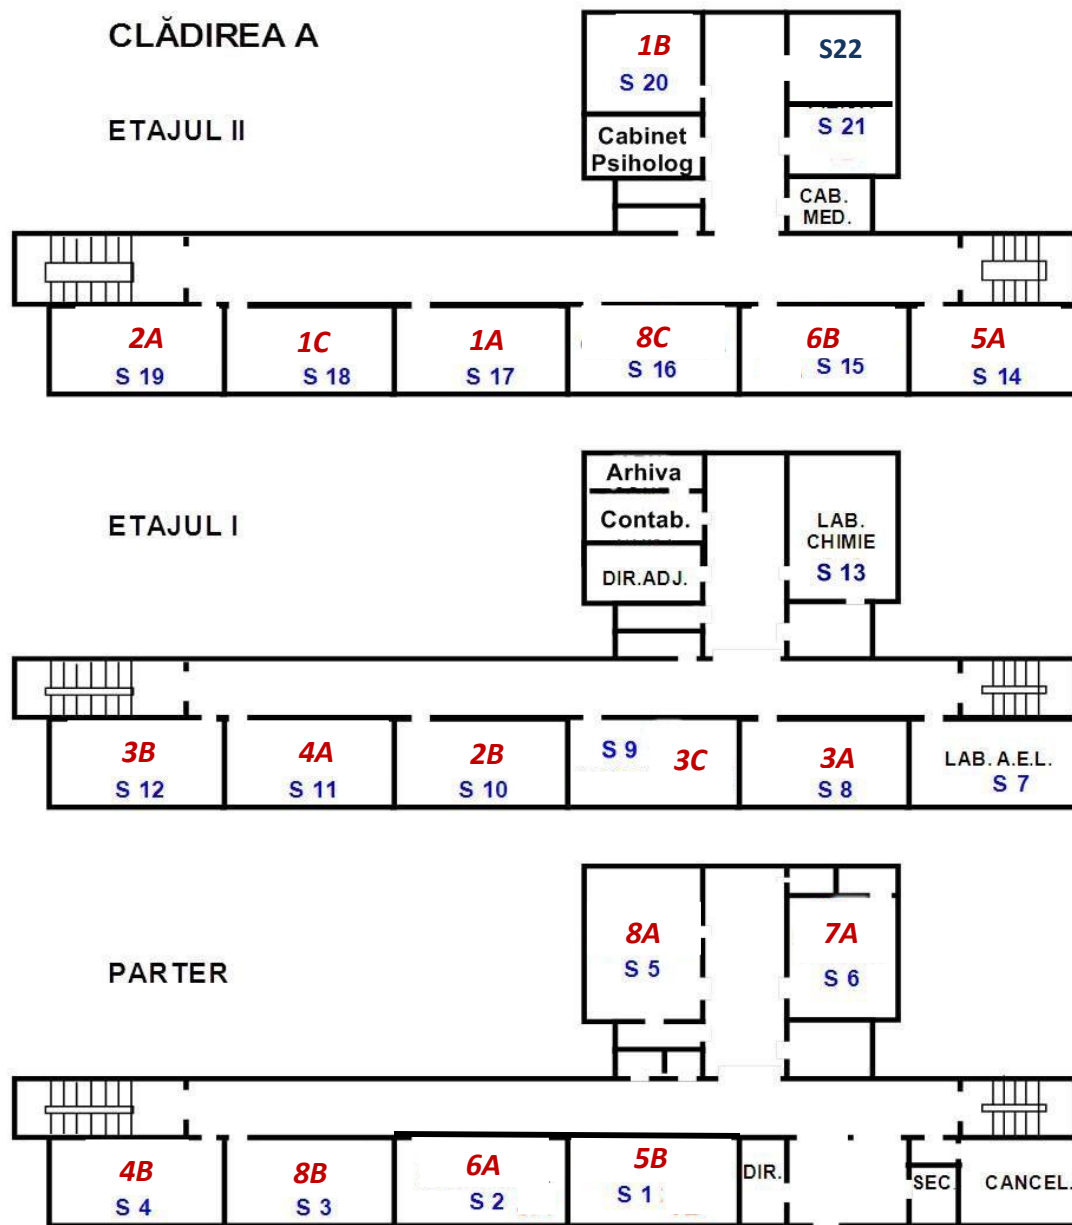 CLĂDIREA A
ETAJUL II
1B
S 20
S22
Cabinet
Psiholog
S 21
CAB.
MED.
2A
S 19
1C
S 18
1A
S 17
8C
S 16
6B
S 15
5A
S 14
ETAJUL I
Arhiva
Contab.
DIR.ADJ.
LAB.
CHIMIE
S 13
3B
S 12
4A
S 11
2B
S 10
S 9
3C
3A
S 8
LAB. A.E.L.
S 7
PARTER
8A
S 5
7A
S 6
4B
S 4
8B
S 3
6A
S 2
5B
S 1
DIR.
SEC.
CANCEL.